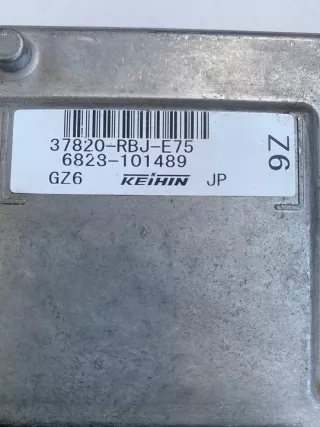 37820-RBJ-E75
6823-101489
GZ6 KEIHIN JP
Z6